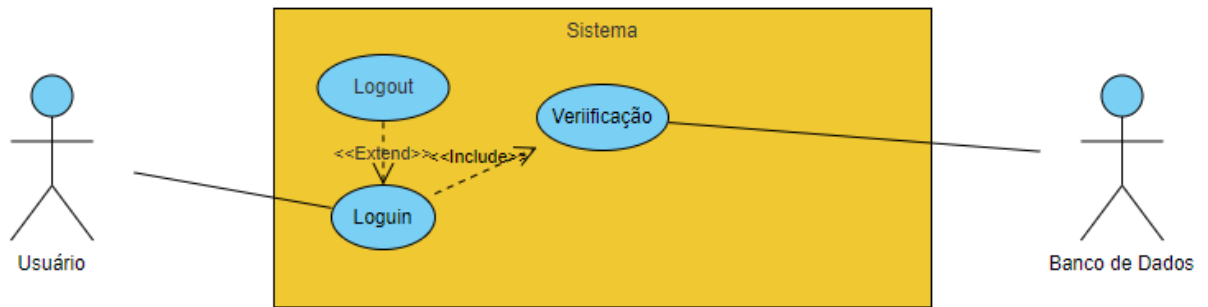 Sistema
Logout
Veriificação
<<Extend>>
<<Include>>
Loguin
Usuário
Banco de Dados